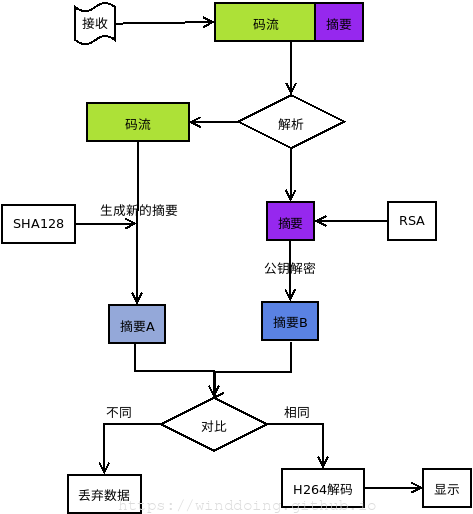 接收
码流
摘要
码流
解析
生成新的摘要
SHA128
摘要
RSA
公钥解密
摘要A
摘要B
不同
对比
相同
丢弃数据
H264解码
显示
https://winddoing.github.io